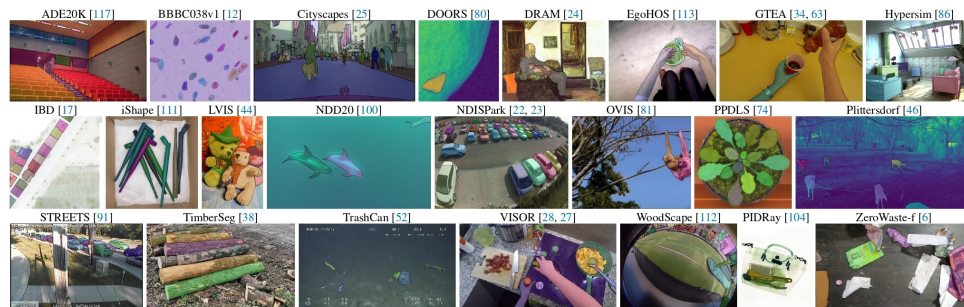 ADE20K [117] BBBC038v1 [12] Cityscapes [25] DOORS [80] DRAM [24] EgoHOS [113] GTEA [34, 63] Hypersim [86]
IBD [17] iShape [111] LVIS [44] NDD20 [100] NDISPark [22, 23] OVIS [81] PPDLS [74] Plittersdorf [46]
STREETS [91] TimberSeg [38] TrashCan [52] VISOR [28, 27] WoodScape [112] PIDRay [104] ZeroWaste-f [6]